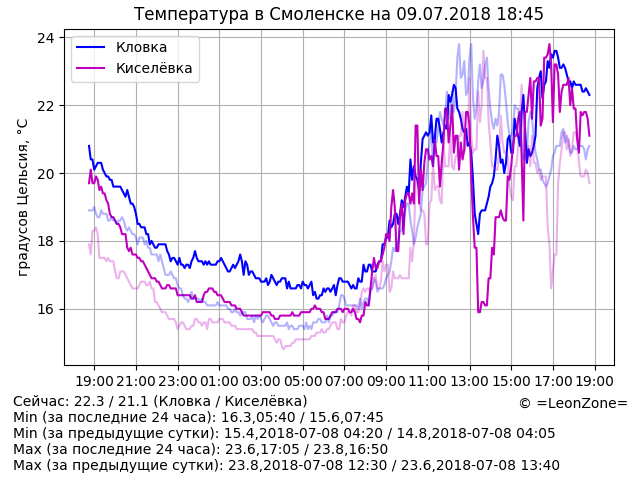 Температура в Смоленске на 09.07.2018 18:45
Кловка
Киселёвка
градусов Цельсия, °C
24
22
20
18
16
19:00 21:00 23:00 01:00 03:00 05:00 07:00 09:00 11:00 13:00 15:00 17:00 19:00
Сейчас: 22.3 / 21.1 (Кловка / Киселёвка)
© =LeonZone=
Min (за последние 24 часа): 16.3,05:40 / 15.6,07:45
Min (за предыдущие сутки): 15.4,2018-07-08 04:20 / 14.8,2018-07-08 04:05
Max (за последние 24 часа): 23.6,17:05 / 23.8,16:50
Max (за предыдущие сутки): 23.8,2018-07-08 12:30 / 23.6,2018-07-08 13:40